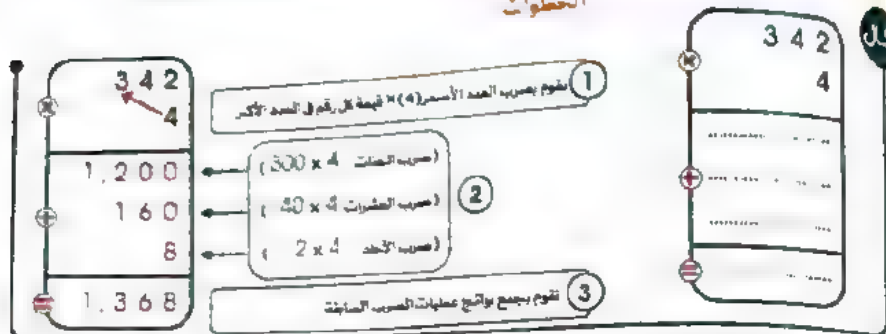 الخطوات
مثال
3 4 2
× 4
+
=
① نقوم بضرب العدد الأصغر (4) × قيمة كل رقم في العدد الأكبر
② (ضرب المئات 300 x 4)
(ضرب العشرات 40 x 4)
(ضرب الآحاد 2 x 4)
③ نقوم بجمع نواتج عمليات الضرب السابقة
3 4 2
× 4
1,200
+ 160
8
= 1,368